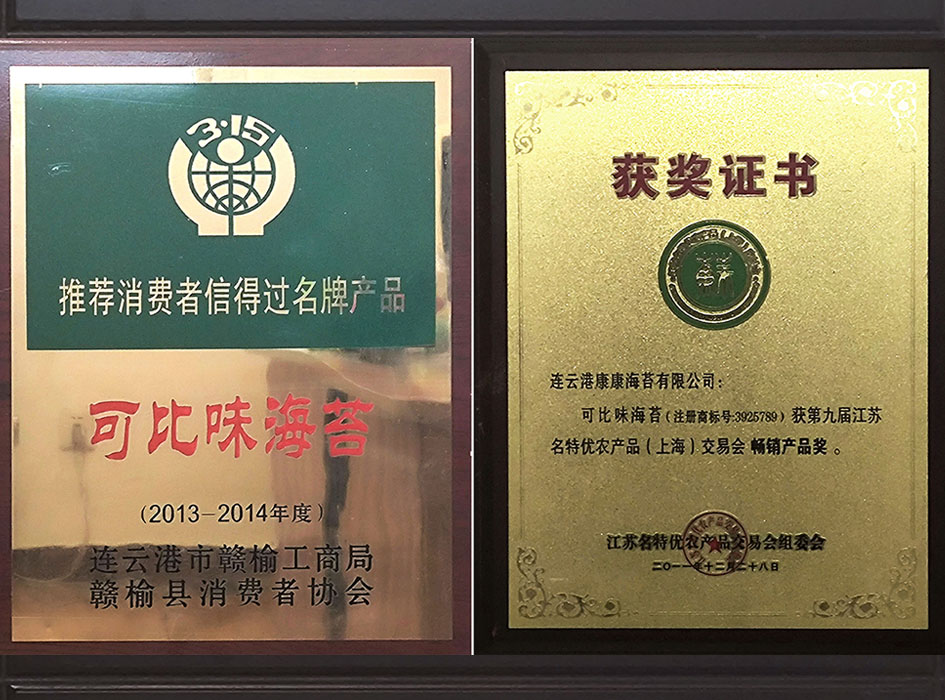 3·15
推荐消费者信得过名牌产品
可比味海苔
(2013-2014年度)
连云港市赣榆工商局
赣榆县消费者协会
获奖证书
连云港康康海苔有限公司：
可比味海苔(注册商标号:3925789)获第九届江苏
名特优农产品(上海)交易会 畅销产品奖 。
江苏名特优农产品交易会组委会
二〇一一年十二月二十八日